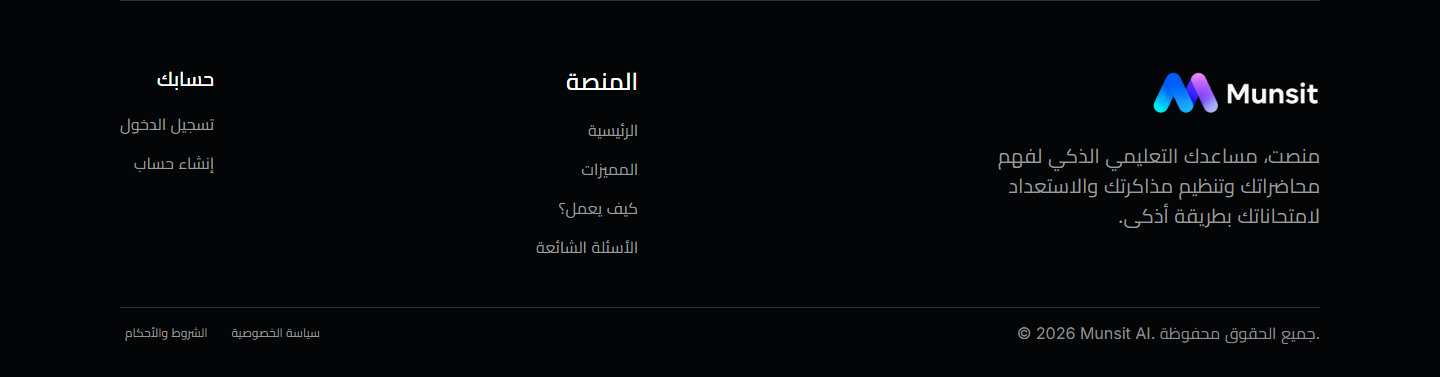 Munsit
منصت، مساعدك التعليمي الذكي لفهم
محاضراتك وتنظيم مذاكرتك والاستعداد
لامتحاناتك بطريقة أذكى.
المنصة
الرئيسية
المميزات
كيف يعمل؟
الأسئلة الشائعة
حسابك
تسجيل الدخول
إنشاء حساب
© 2026 Munsit AI. جميع الحقوق محفوظة.
سياسة الخصوصية
الشروط والأحكام